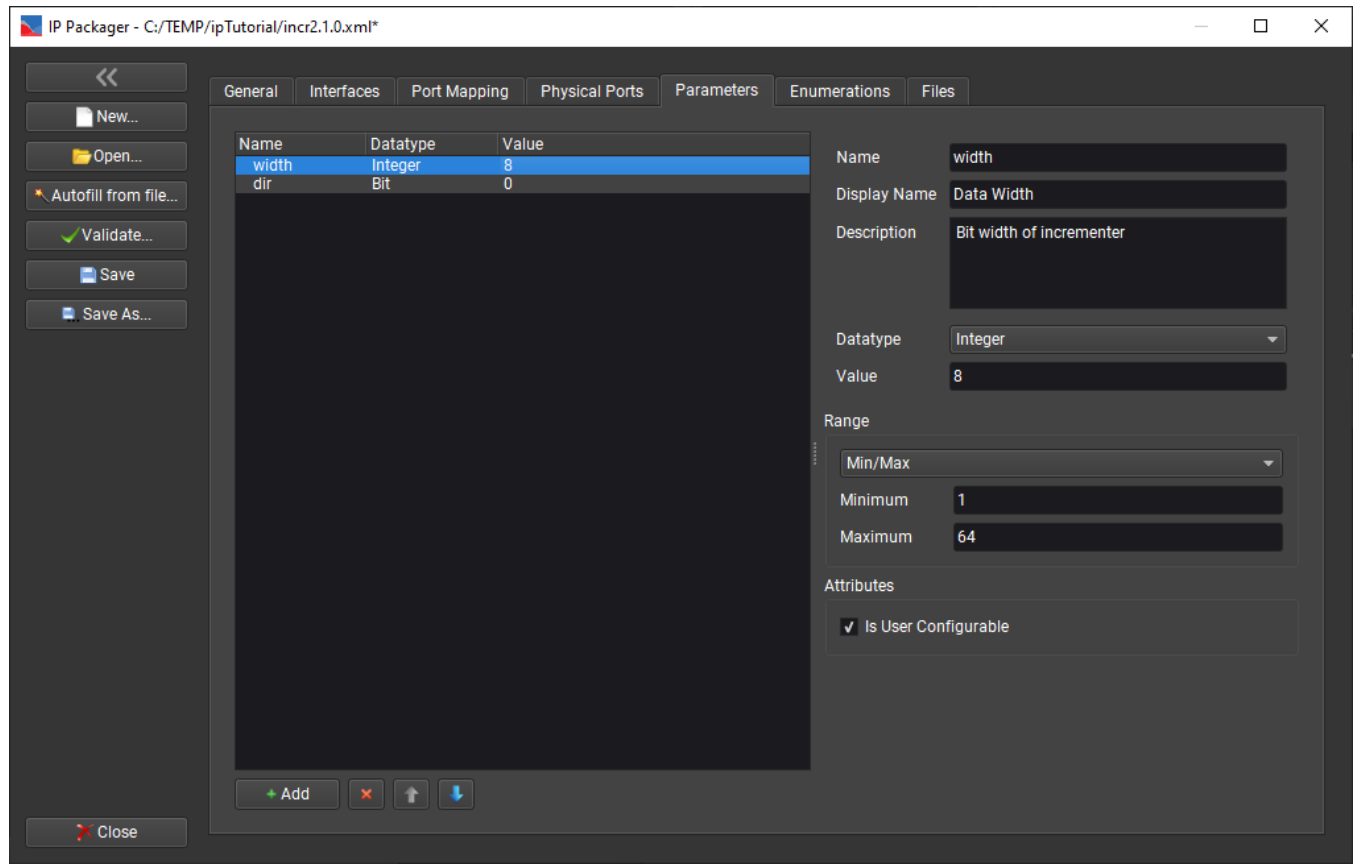 IP Packager - C:/TEMP/ipTutorial/incr2.1.0.xml*
New...
Open...
Autofill from file...
Validate...
Save
Save As...
Close
General Interfaces Port Mapping Physical Ports Parameters Enumerations Files
Name Datatype Value
width Integer 8
dir Bit 0
+ Add
Name width
Display Name Data Width
Description Bit width of incrementer
Datatype Integer
Value 8
Range
Min/Max
Minimum 1
Maximum 64
Attributes
Is User Configurable